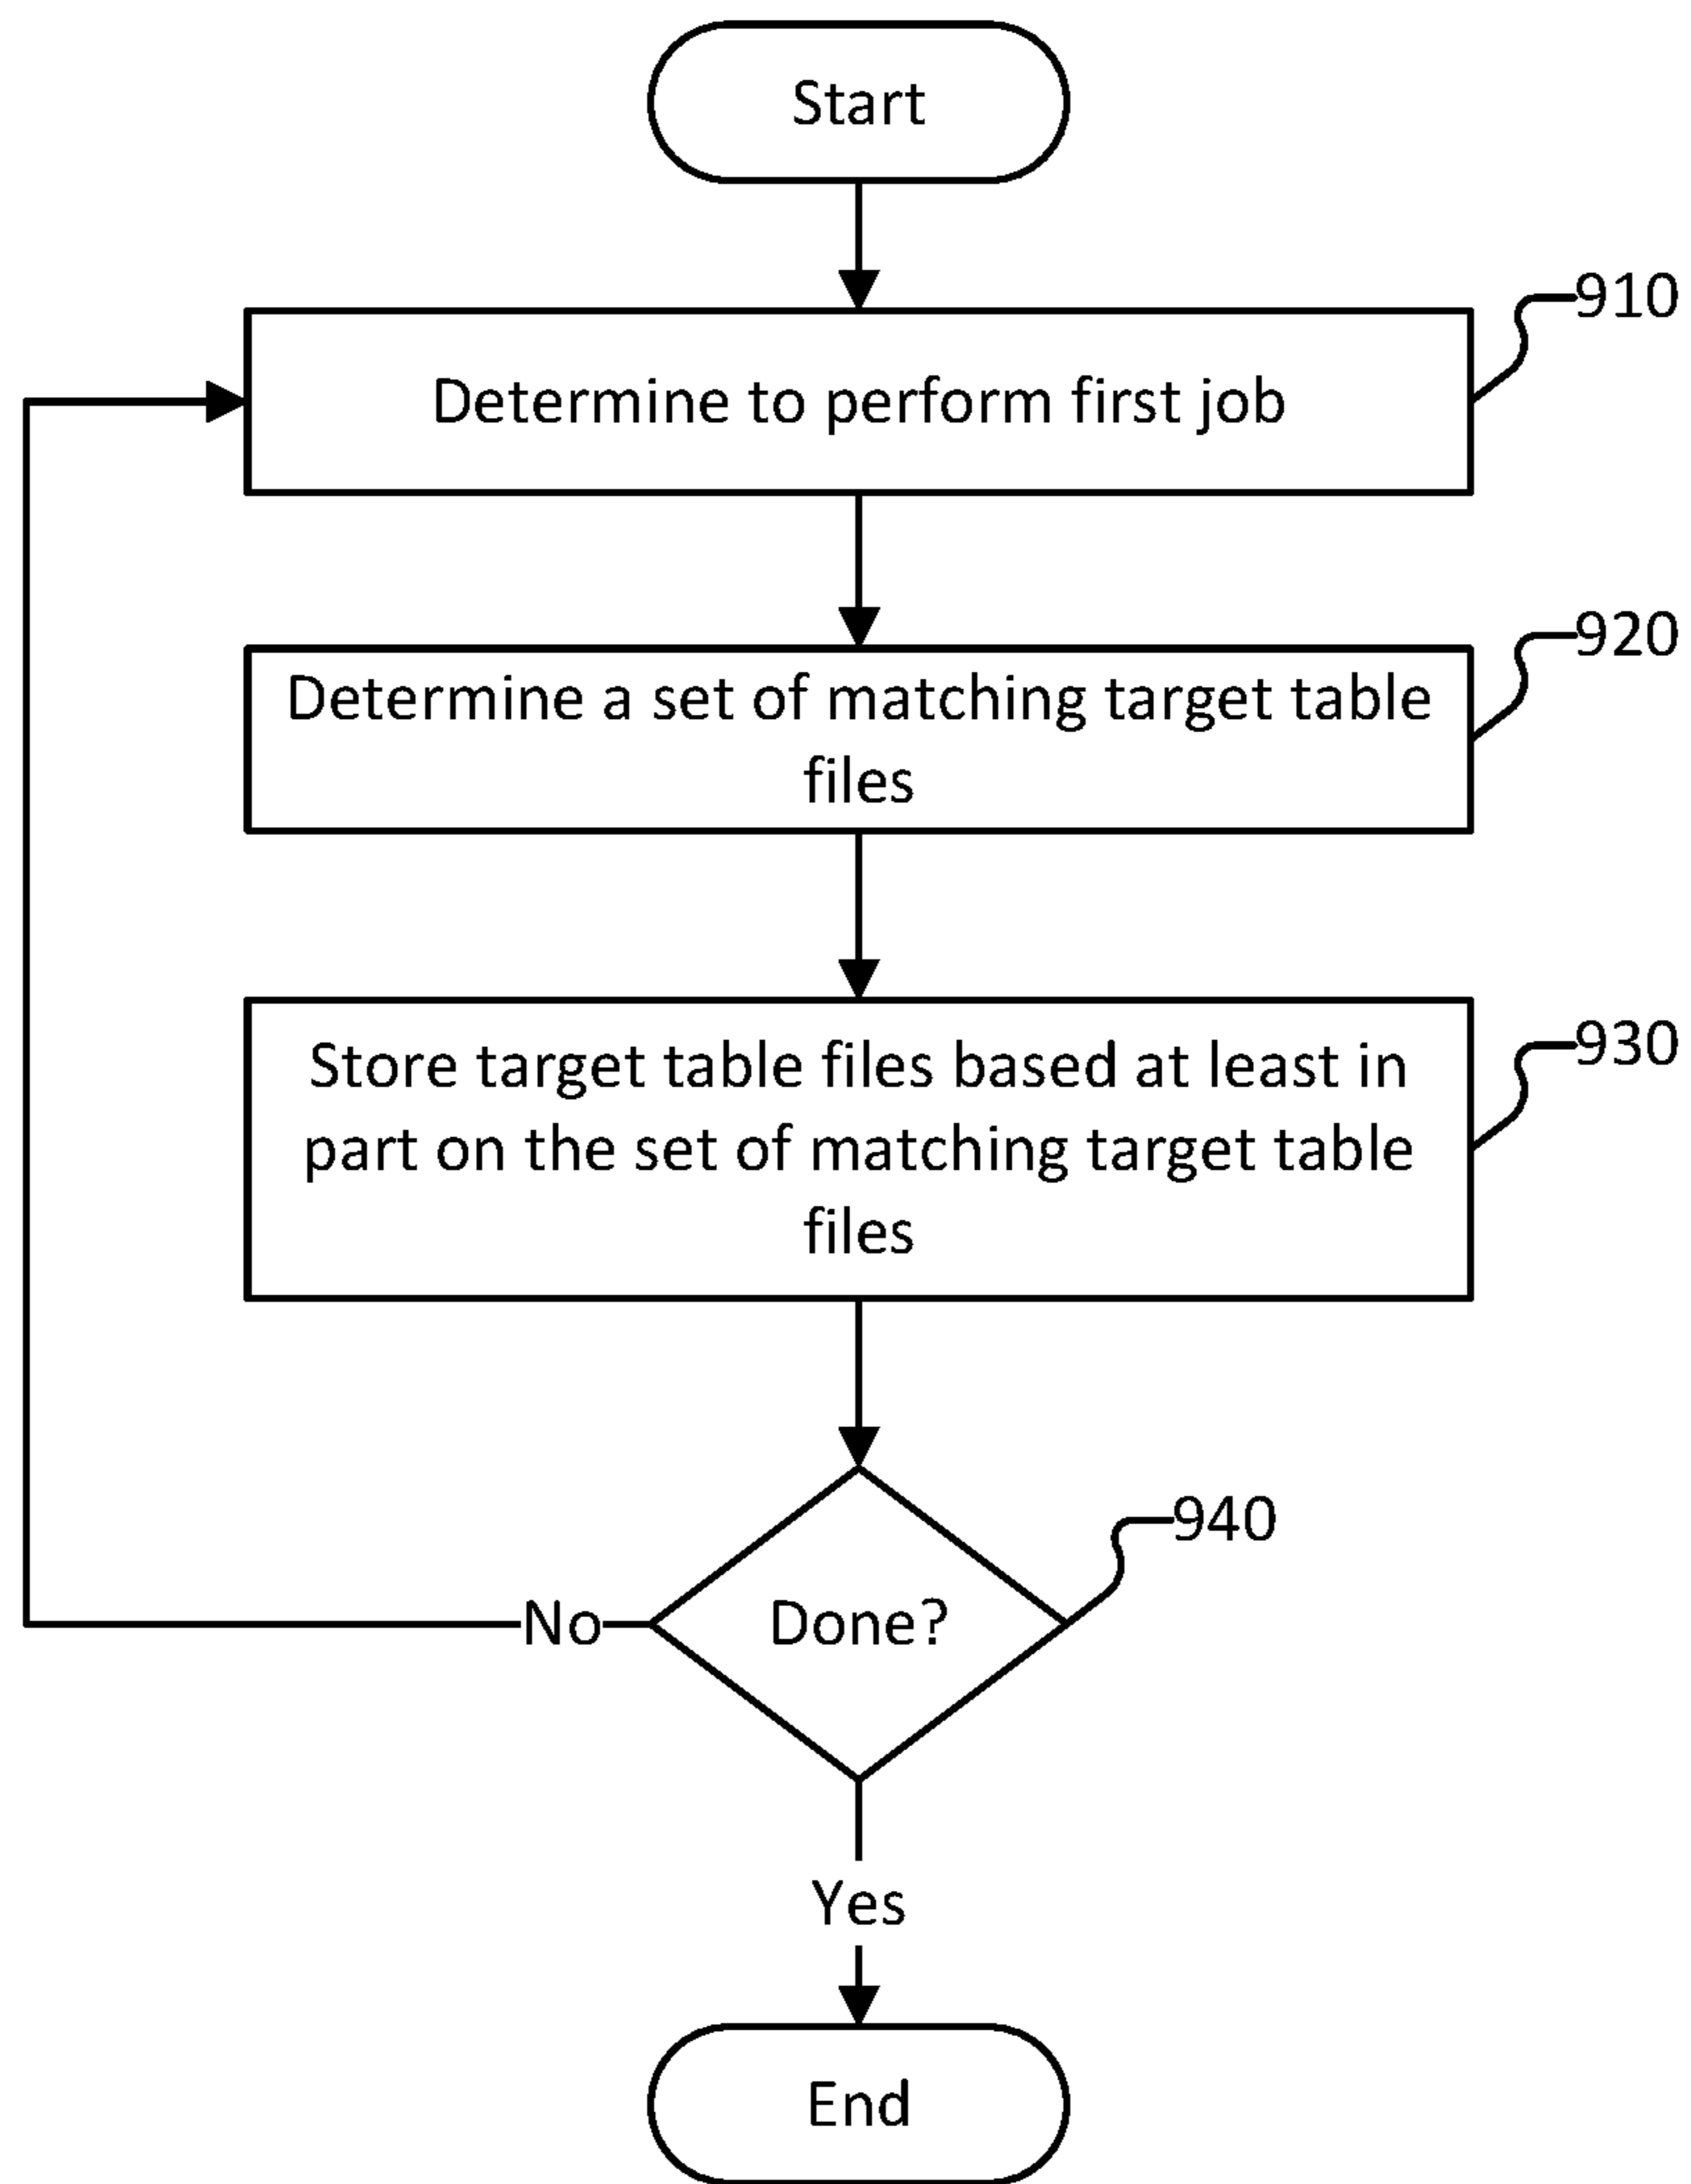 Start
910
Determine to perform first job
920
Determine a set of matching target table
files
930
Store target table files based at least in
part on the set of matching target table
files
940
Done?
No
Yes
End